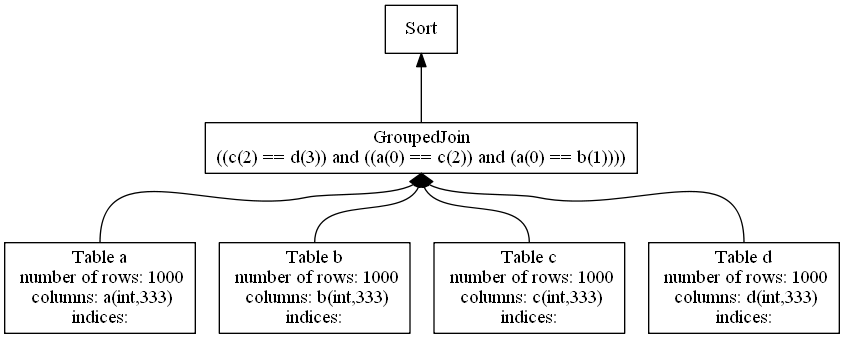 Sort
GroupedJoin
((c(2) == d(3)) and ((a(0) == c(2)) and (a(0) == b(1))))
Table a
number of rows: 1000
columns: a(int,333)
indices:
Table b
number of rows: 1000
columns: b(int,333)
indices:
Table c
number of rows: 1000
columns: c(int,333)
indices:
Table d
number of rows: 1000
columns: d(int,333)
indices: